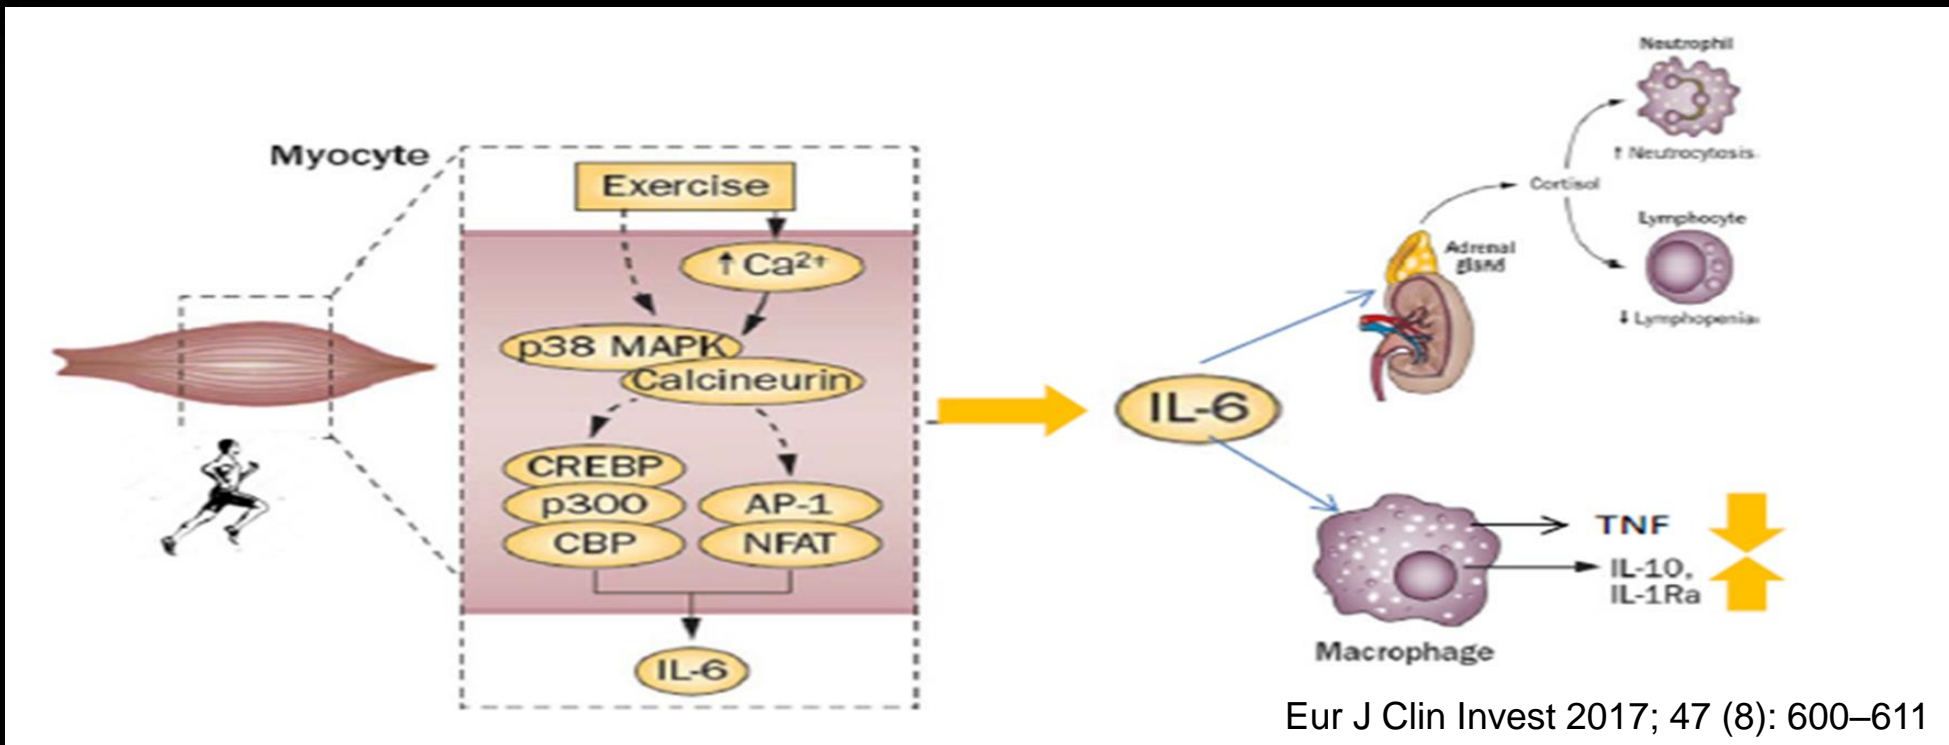 Myocyte
Exercise
↑Ca²⁺
p38 MAPK
Calcineurin
CREBP
p300
CBP
AP-1
NFAT
IL-6
IL-6
Adrenal
gland
Cortisol
Neutrophil
↑ Neutrocytosis
Lymphocyte
↓ Lymphopenia
Macrophage
TNF
IL-10,
IL-1Ra
Eur J Clin Invest 2017; 47 (8): 600–611